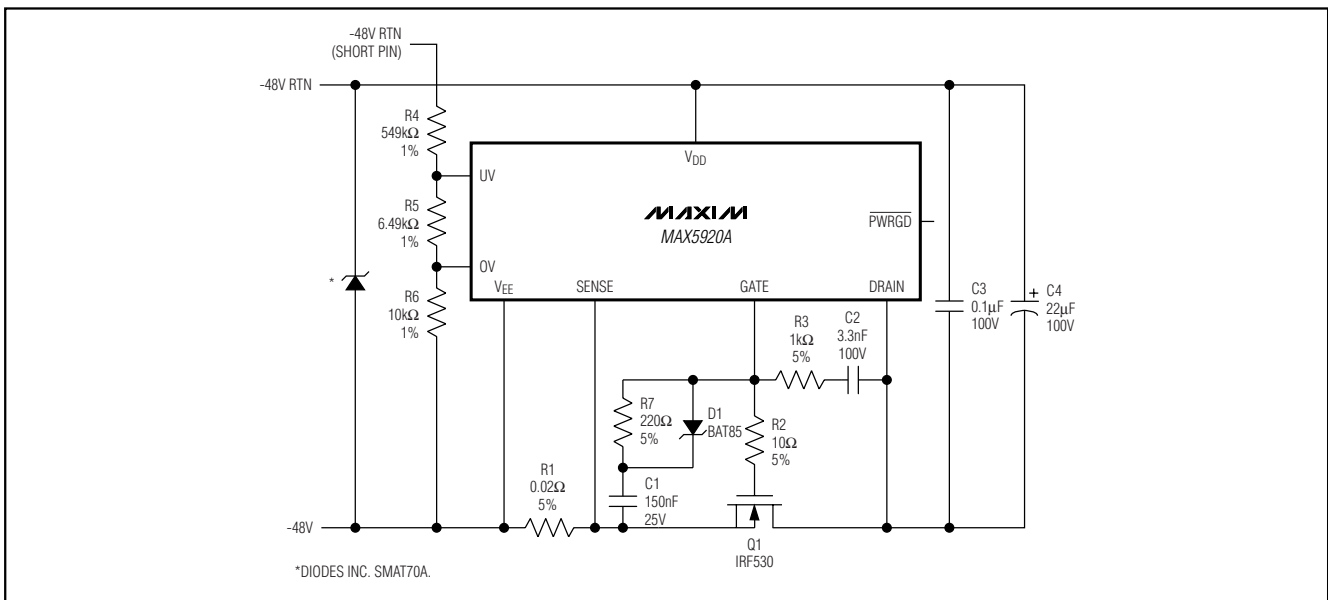 -48V RTN
(SHORT PIN)
-48V RTN
R4
549kΩ
1%
UV
R5
6.49kΩ
1%
OV
R6
10kΩ
1%
*
VDD
MAXIM
MAX5920A
PWRGD
VEE
SENSE
GATE
DRAIN
R3
1kΩ
5%
C2
3.3nF
100V
C3
0.1μF
100V
+
C4
22μF
100V
R7
220Ω
5%
D1
BAT85
R2
10Ω
5%
R1
0.02Ω
5%
C1
150nF
25V
-48V
Q1
IRF530
*DIODES INC. SMAT70A.